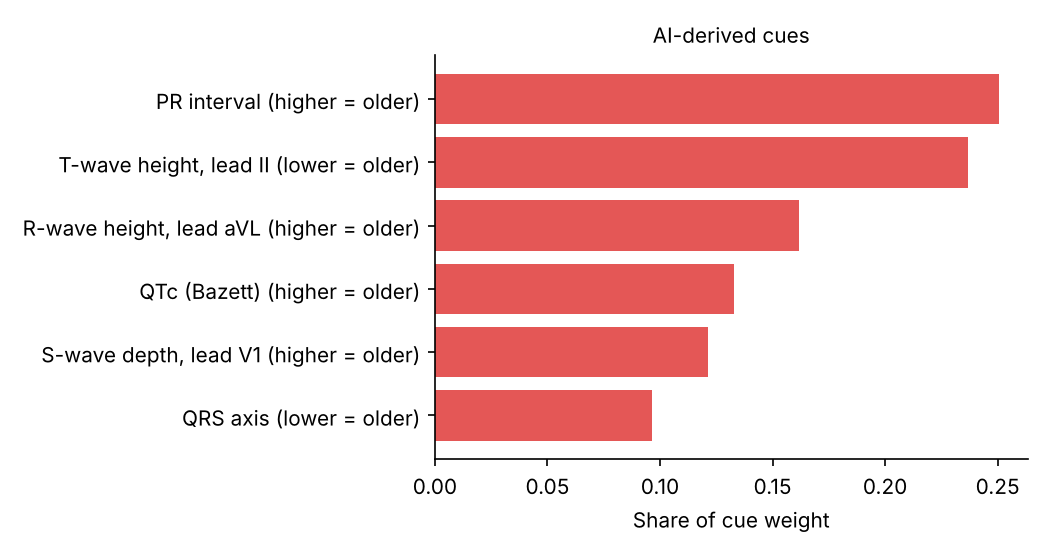 AI-derived cues
PR interval (higher = older)
T-wave height, lead II (lower = older)
R-wave height, lead aVL (higher = older)
QTc (Bazett) (higher = older)
S-wave depth, lead V1 (higher = older)
QRS axis (lower = older)
0.00 0.05 0.10 0.15 0.20 0.25
Share of cue weight